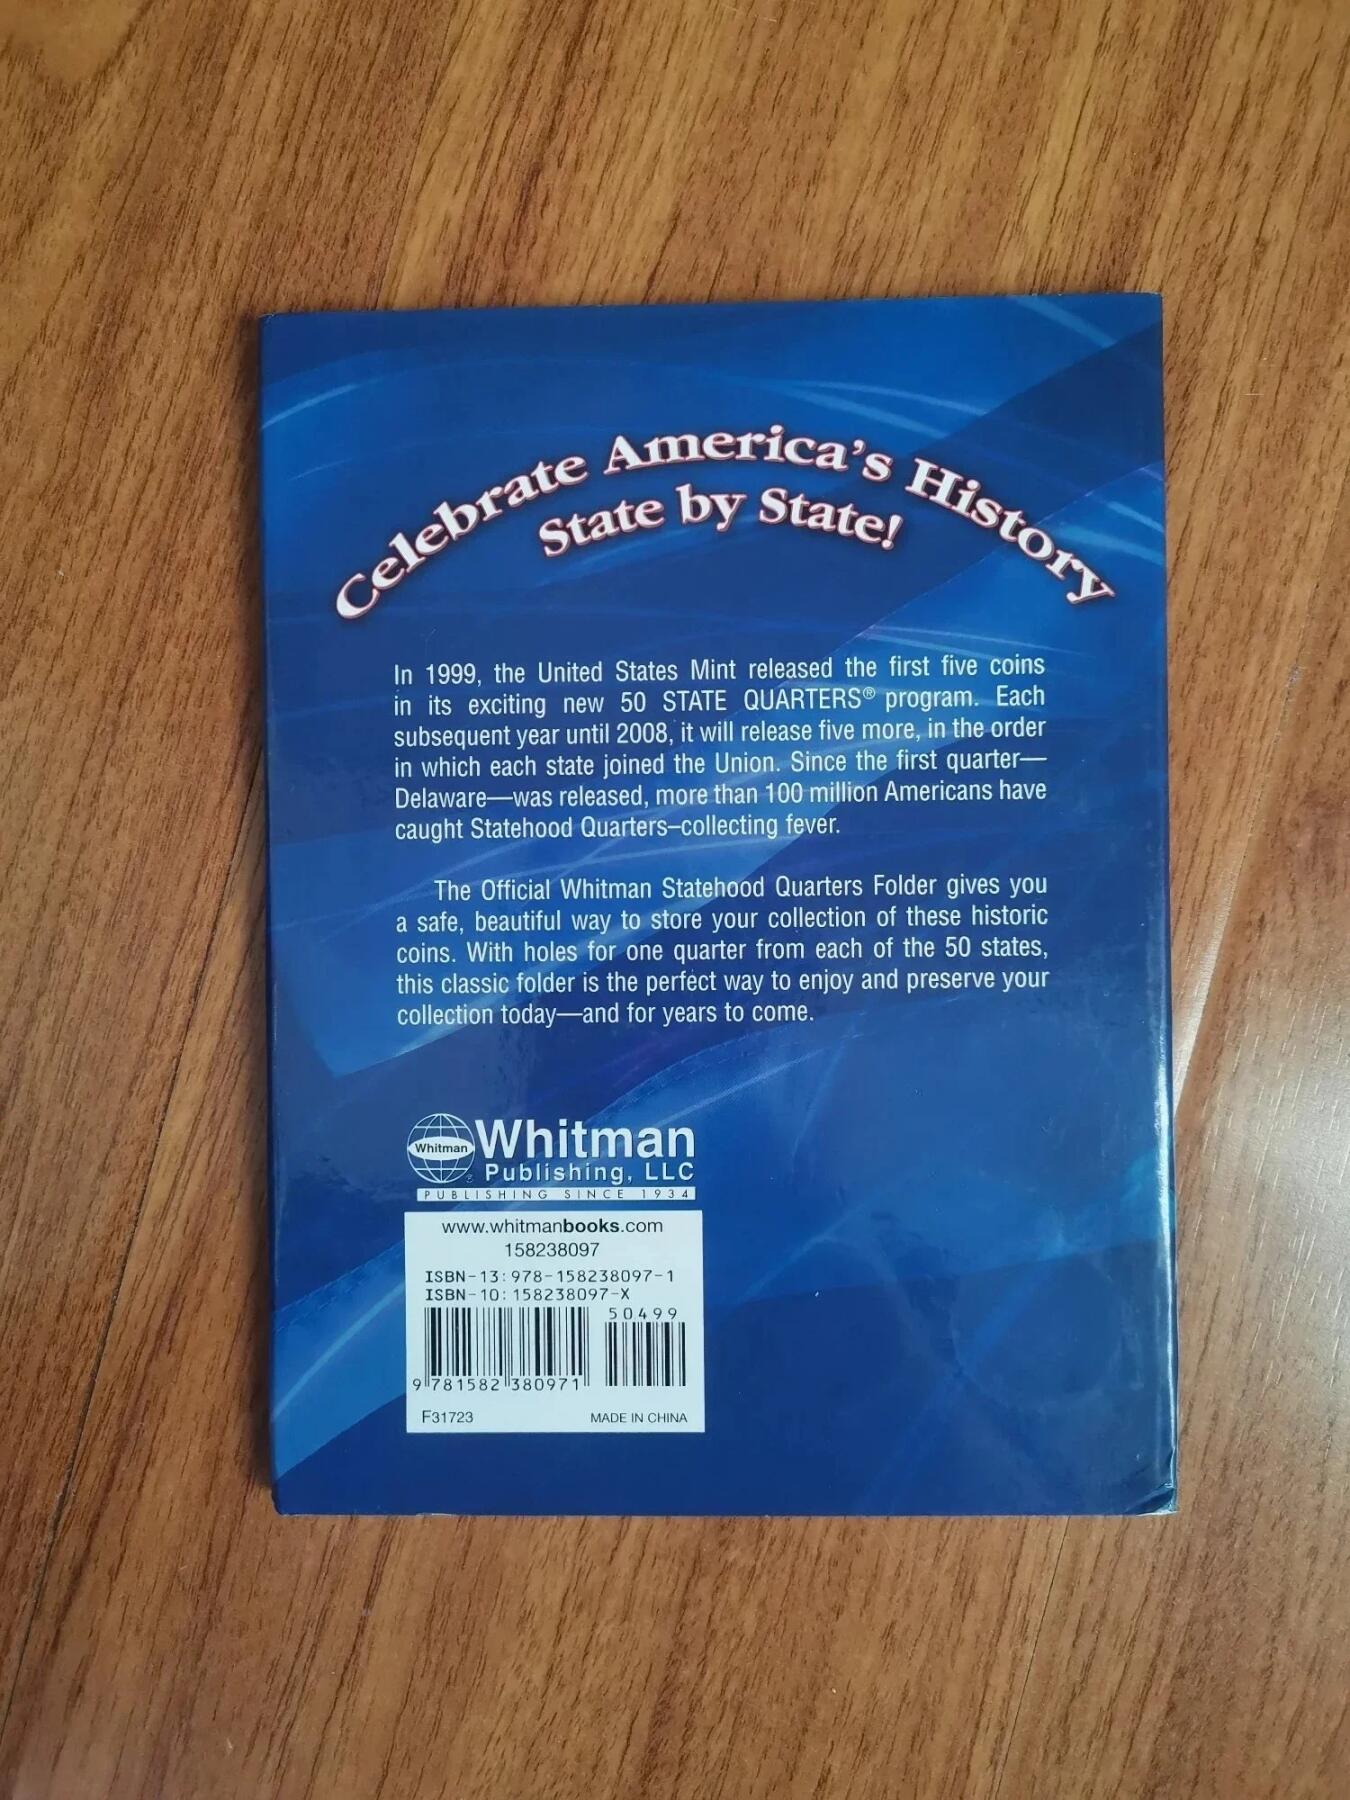 Celebrate America's History
State by State!
In 1999, the United States Mint released the first five coins
in its exciting new 50 STATE QUARTERS® program. Each
subsequent year until 2008, it will release five more, in the order
in which each state joined the Union. Since the first quarter—
Delaware—was released, more than 100 million Americans have
caught Statehood Quarters–collecting fever.
The Official Whitman Statehood Quarters Folder gives you
a safe, beautiful way to store your collection of these historic
coins. With holes for one quarter from each of the 50 states,
this classic folder is the perfect way to enjoy and preserve your
collection today—and for years to come.
Whitman
Whitman®
Publishing, LLC
PUBLISHING SINCE 1934
www.whitmanbooks.com
158238097
ISBN-13: 978-158238097-1
ISBN-10: 158238097-X
50499
9 781582 380971
F31723
MADE IN CHINA